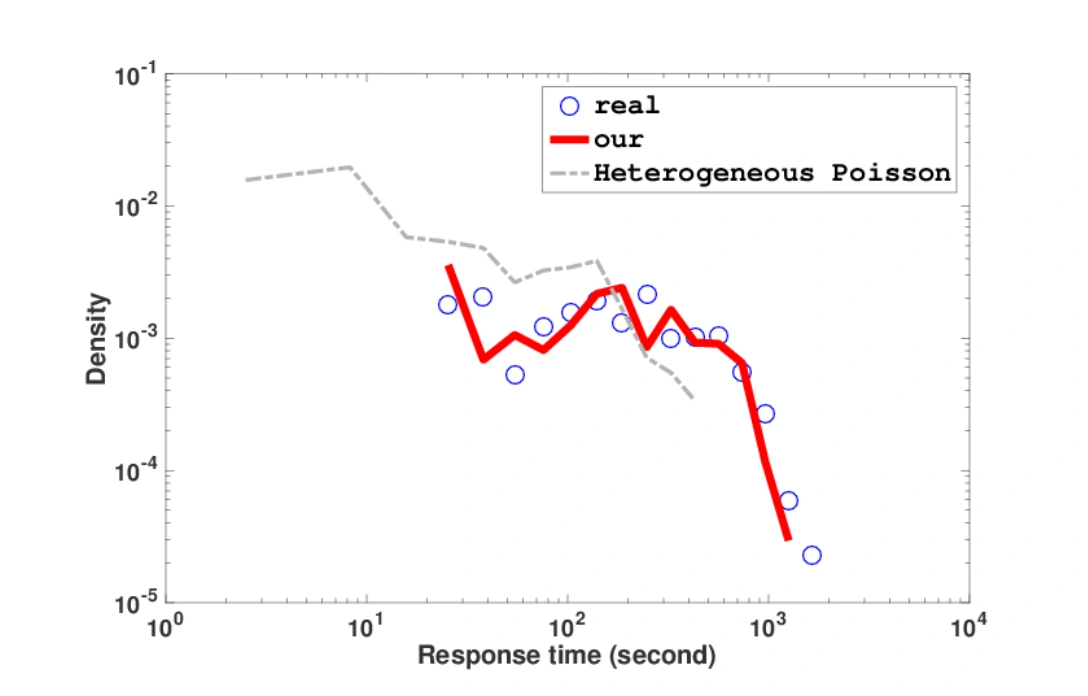 10-1
real
our
Heterogeneous Poisson
10-2
Density
10-3
10-4
10-5
100 101 102 103 104
Response time (second)